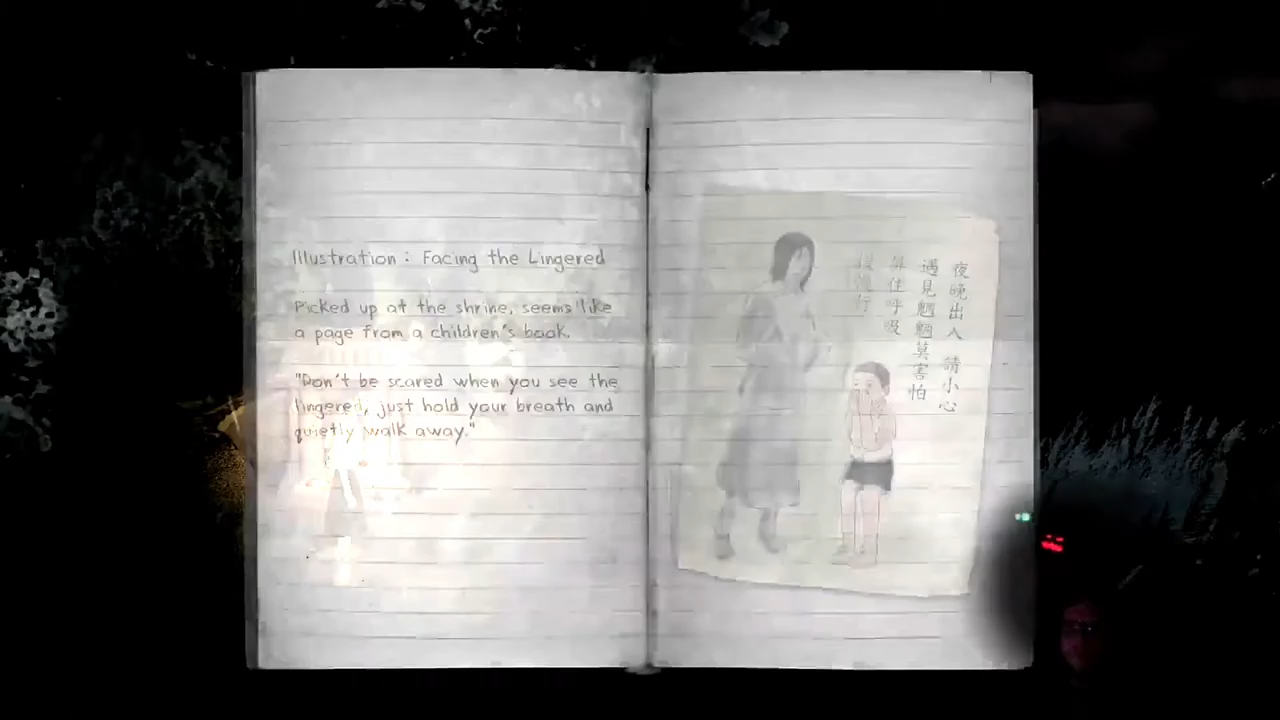 Illustration : Facing the Lingered
Picked up at the shrine, seems like
a page from a children's book.
"Don't be scared when you see the
lingered, just hold your breath and
quietly walk away."
夜晚出入 請小心
遇見魍魎莫害怕
屏住呼吸
慢慢行